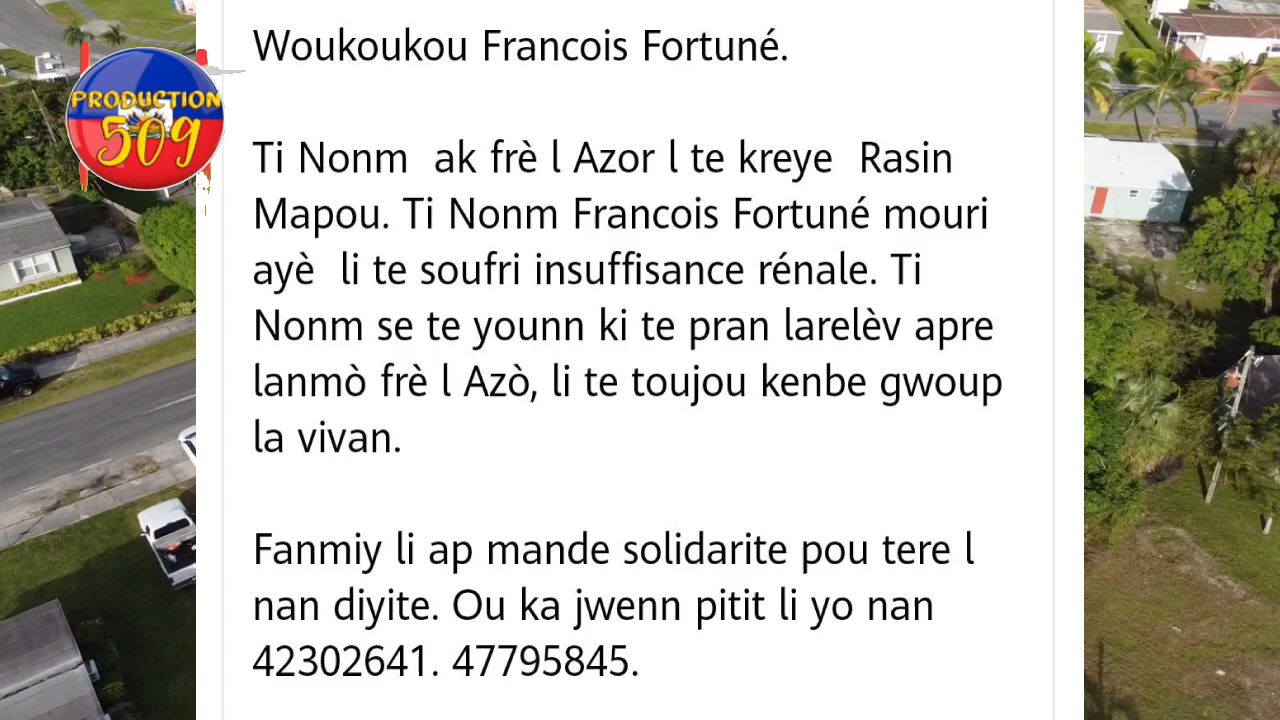 Woukoukou Francois Fortuné.
Ti Nonm ak frè l Azor l te kreye Rasin
Mapou. Ti Nonm Francois Fortuné mouri
ayè li te soufri insuffisance rénale. Ti
Nonm se te younn ki te pran larelèv apre
lanmò frè l Azò, li te toujou kenbe gwoup
la vivan.
Fanmiy li ap mande solidarite pou tere l
nan diyite. Ou ka jwenn pitit li yo nan
42302641. 47795845.
PRODUCTION
509